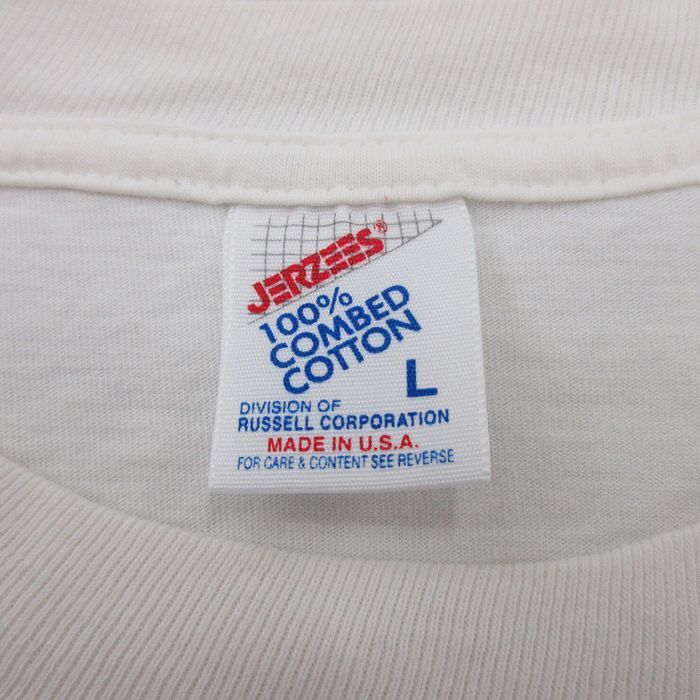 JERZEES®
100%
COMBED
COTTON
L
DIVISION OF
RUSSELL CORPORATION
MADE IN U.S.A.
FOR CARE & CONTENT SEE REVERSE